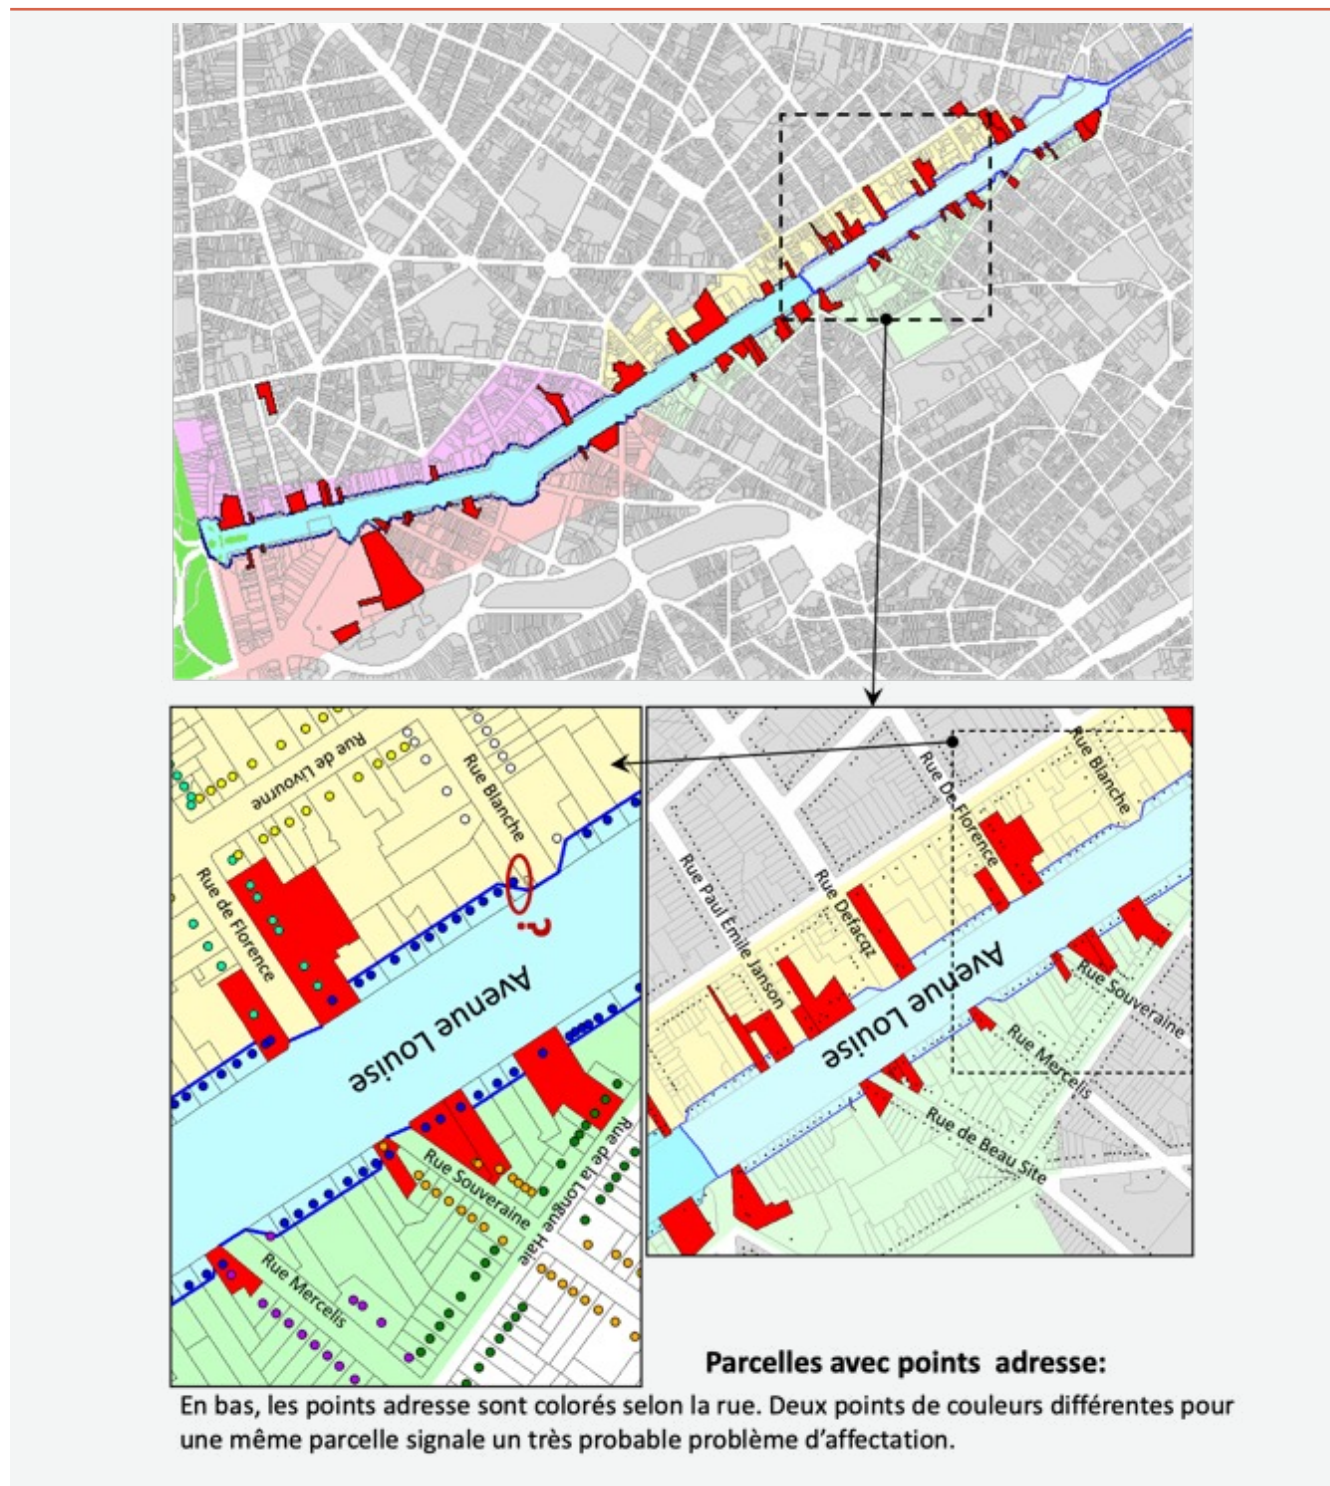 Rue de Livourne
Rue Blanche
Rue de Florence
?
Avenue Louise
Rue Souveraine
Rue de la Longue Haie
Rue Mercelis
Rue Blanche
Rue De Florence
Rue Paul Emile Janson
Rue Defacqz
Avenue Louise
Rue Souveraine
Rue Mercelis
Rue de Beau Site
Parcelles avec points adresse:
En bas, les points adresse sont colorés selon la rue. Deux points de couleurs différentes pour
une même parcelle signale un très probable problème d’affectation.